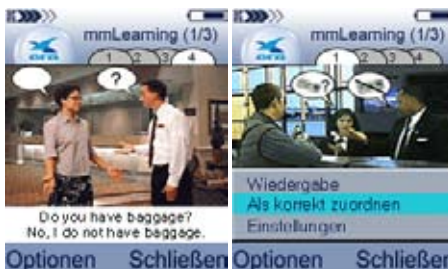 mmLearning (1/3)
1 2 3 4
?
Do you have baggage?
No, I do not have baggage.
Optionen Schließen
mmLearning (1/3)
1 2 3 4
?
Wiedergabe
Als korrekt zuordnen
Einstellungen
Optionen Schließen